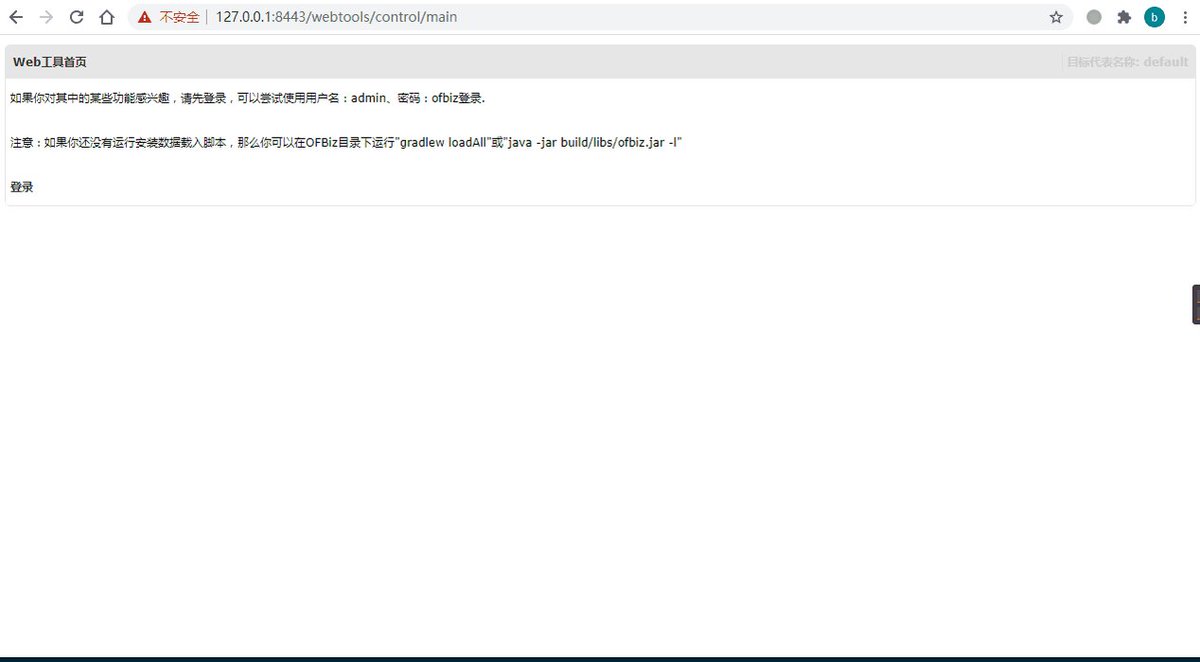 不安全 127.0.0.1:8443/webtools/control/main b
Web工具首页 目标代表名称: default
如果你对其中的某些功能感兴趣，请先登录，可以尝试使用用户名：admin、密码：ofbiz登录.
注意：如果你还没有运行安装数据载入脚本，那么你可以在OFBiz目录下运行"gradlew loadAll"或"java -jar build/libs/ofbiz.jar -l"
登录